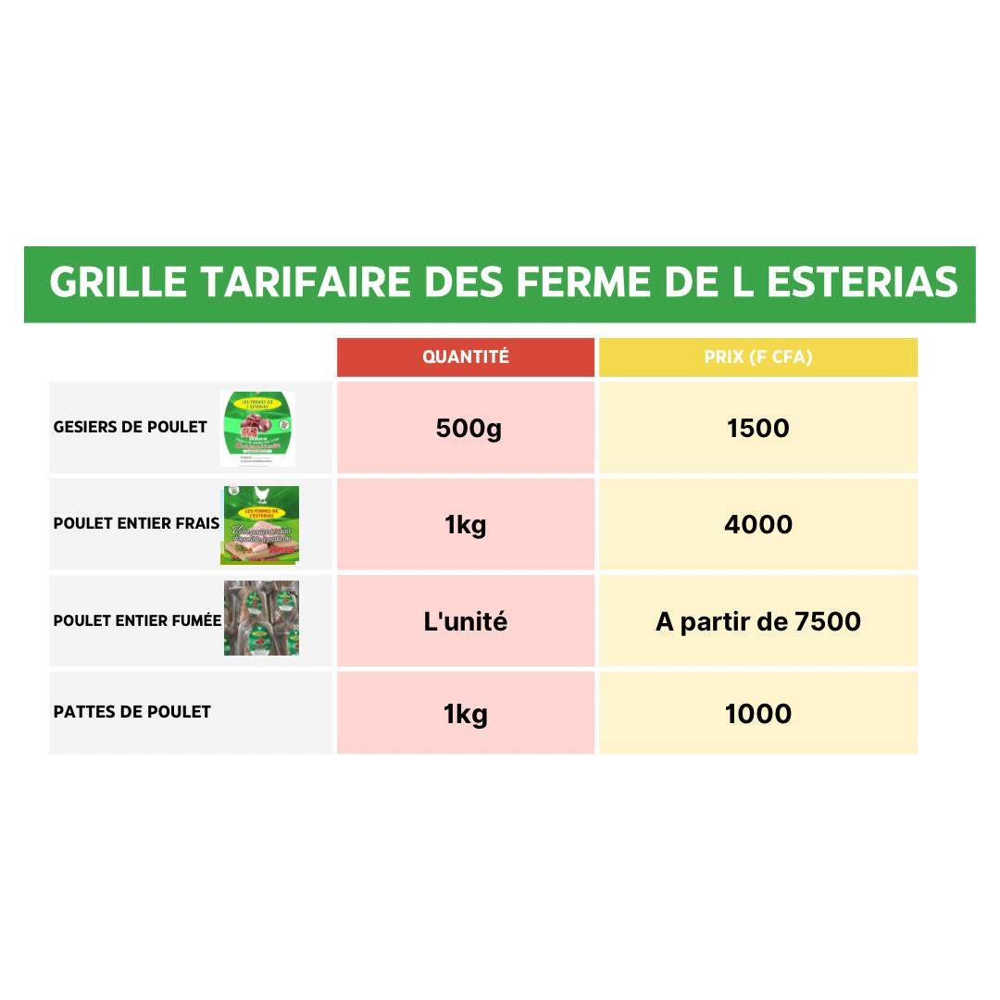 GRILLE TARIFAIRE DES FERME DE L ESTERIAS
QUANTITÉ PRIX (F CFA)
GESIERS DE POULET 500g 1500
LES FERMES DE
L'ESTERIAS
POULET ENTIER FRAIS 1kg 4000
LES FERMES DE
L'ESTERIAS
POULET ENTIER FUMÉE L'unité A partir de 7500
PATTES DE POULET 1kg 1000